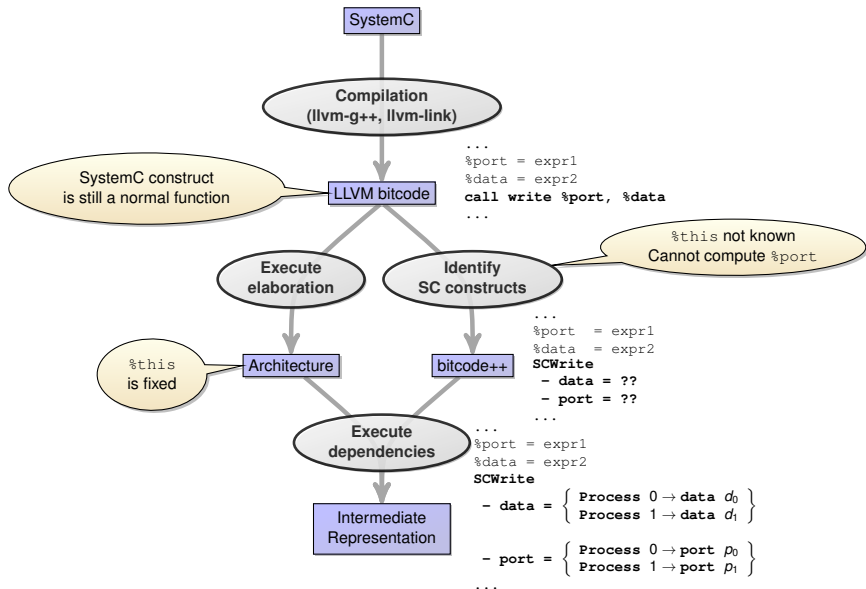 SystemC
Compilation
(llvm-g++, llvm-link)
...
%port = expr1
%data = expr2
call write %port, %data
...
SystemC construct
is still a normal function
LLVM bitcode
%this not known
Cannot compute %port
Execute
elaboration
Identify
SC constructs
...
%port  = expr1
%data  = expr2
SCWrite
– data = ??
– port = ??
...
%this
is fixed
Architecture
bitcode++
Execute
dependencies
...
%port = expr1
%data = expr2
SCWrite
– data = { Process 0 → data d₀
Process 1 → data d₁ }
– port = { Process 0 → port p₀
Process 1 → port p₁ }
...
Intermediate
Representation